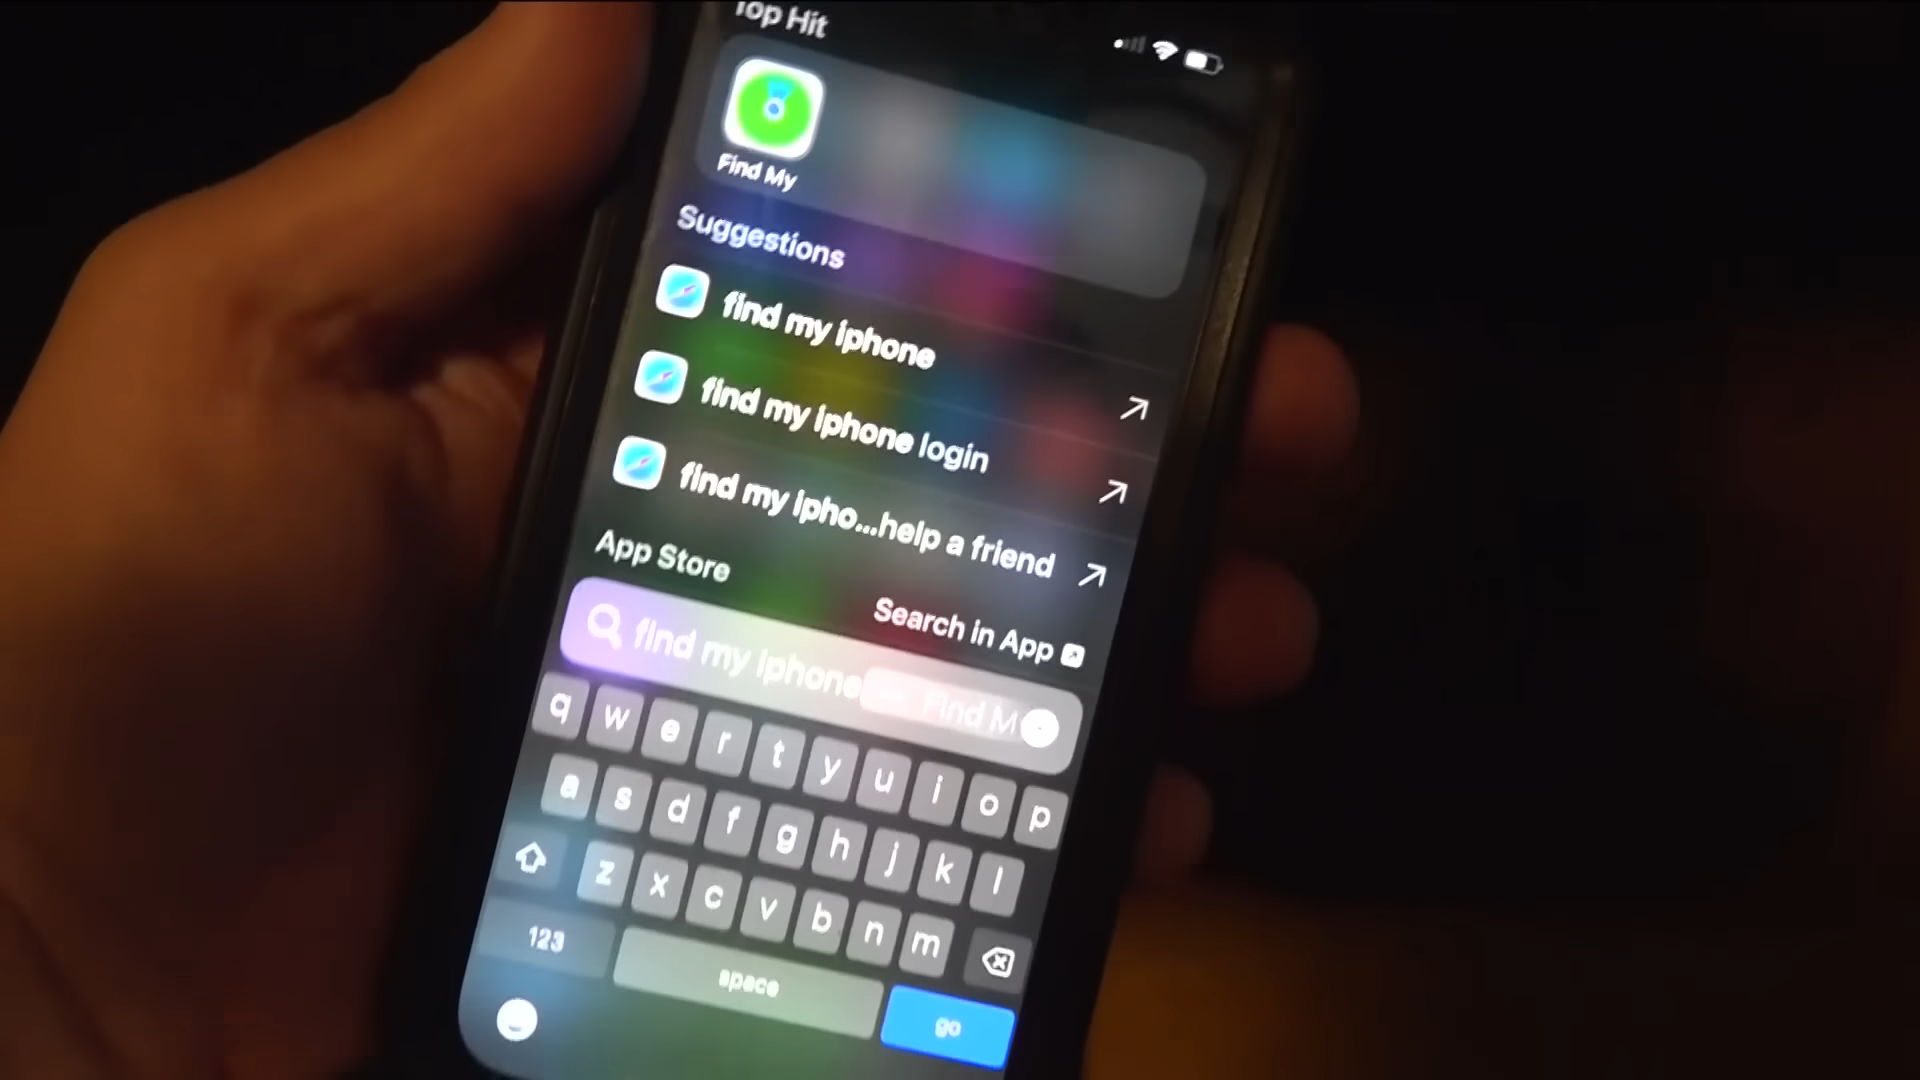 Top Hit
Find My
Suggestions
find my iphone
find my iphone login
find my ipho...help a friend
App Store
Search in App
find my iphone Find M
q w e r t y u i o p
a s d f g h j k l
z x c v b n m
123
space
go